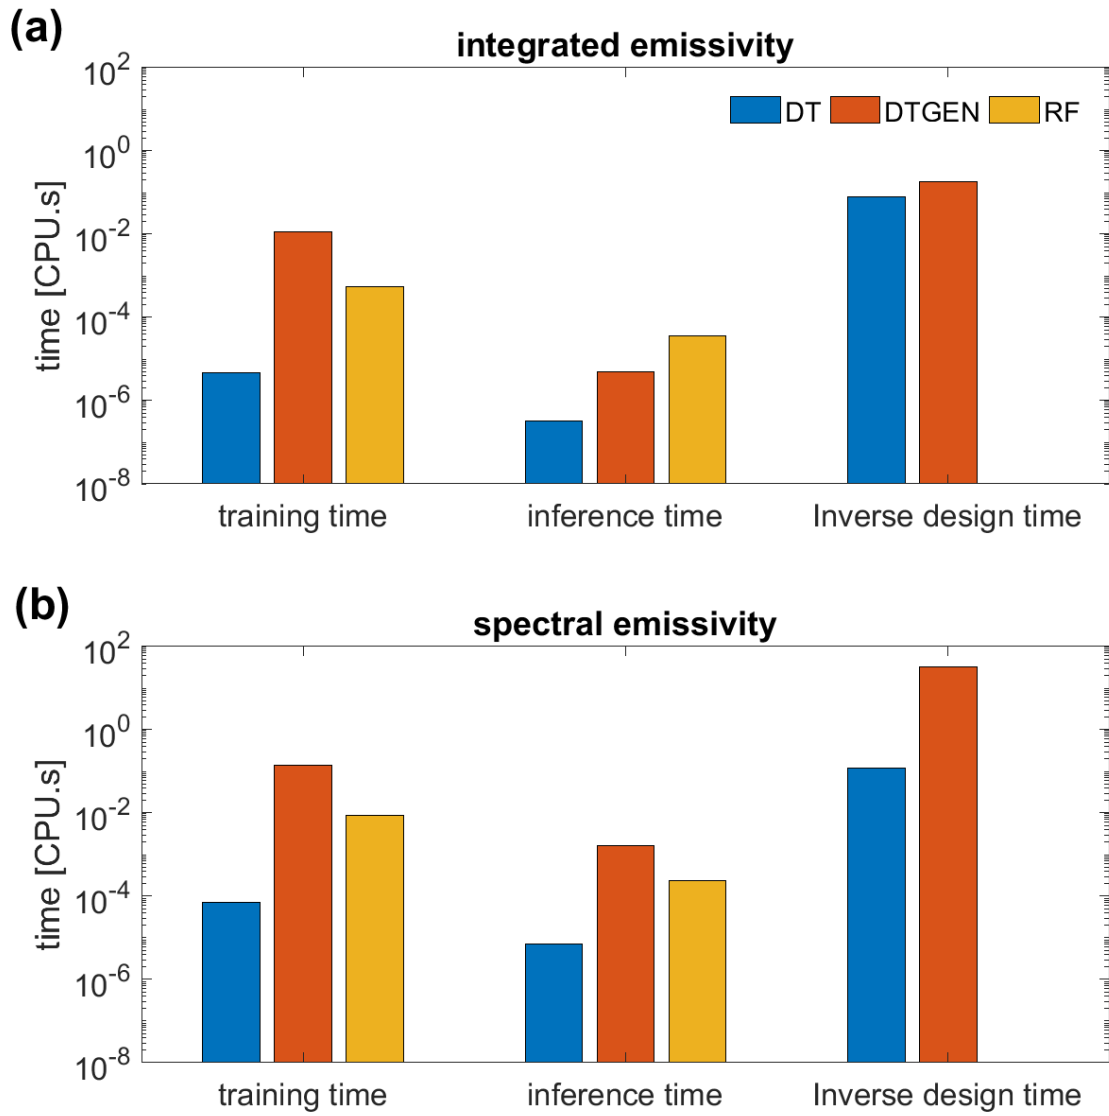 (a)
integrated emissivity
10^2
10^0
10^-2
10^-4
10^-6
10^-8
time [CPU.s]
DT DTGEN RF
training time inference time Inverse design time
(b)
spectral emissivity
10^2
10^0
10^-2
10^-4
10^-6
10^-8
time [CPU.s]
training time inference time Inverse design time